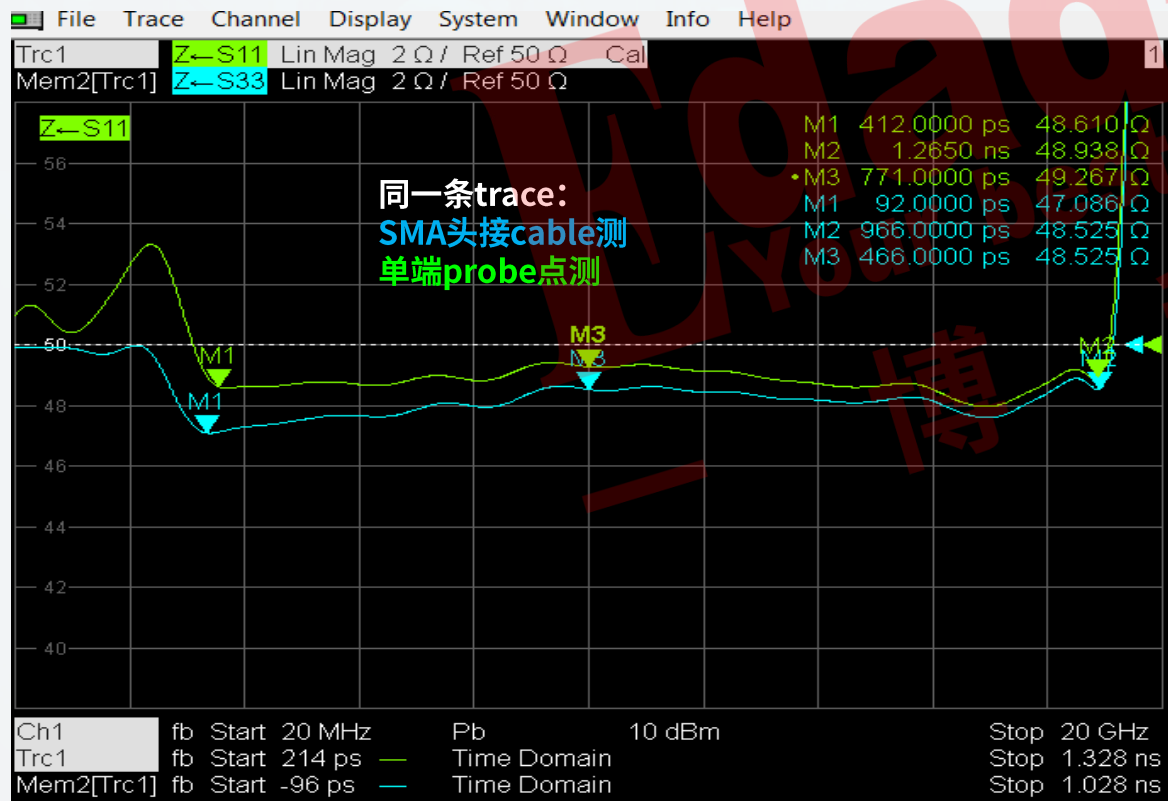 File Trace Channel Display System Window Info Help
Trc1 Z←S11 Lin Mag 2 Ω/ Ref 50 Ω Cal 1
Mem2[Trc1] Z←S33 Lin Mag 2 Ω/ Ref 50 Ω
Z←S11
M1 412.0000 ps 48.610 Ω
M2 1.2650 ns 48.938 Ω
•M3 771.0000 ps 49.267 Ω
M1 92.0000 ps 47.086 Ω
M2 966.0000 ps 48.525 Ω
M3 466.0000 ps 48.525 Ω
同一条trace：
SMA头接cable测
单端probe点测
56
54
52
50
48
46
44
42
40
M1
M1
M3
M3
M2
M2
Edad
You
一博
Ch1 fb Start 20 MHz Pb 10 dBm Stop 20 GHz
Trc1 fb Start 214 ps — Time Domain Stop 1.328 ns
Mem2[Trc1] fb Start -96 ps — Time Domain Stop 1.028 ns